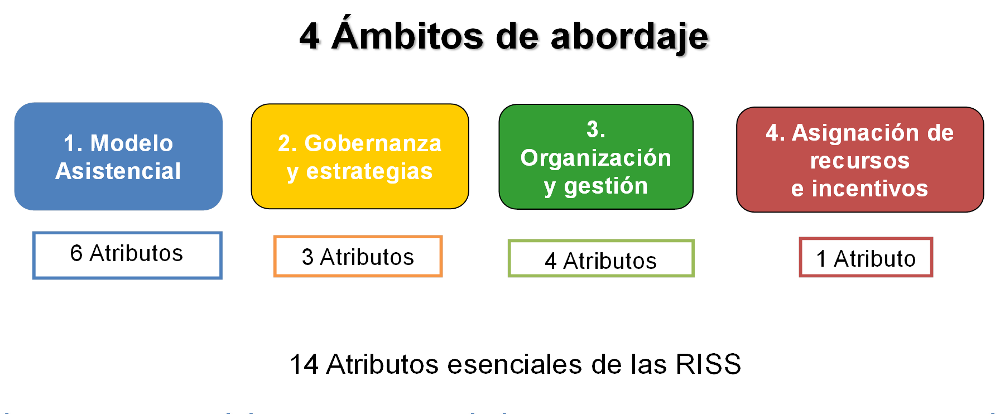 4 Ámbitos de abordaje
1. Modelo
Asistencial
2. Gobernanza
y estrategias
3.
Organización
y gestión
4. Asignación de
recursos
e incentivos
6 Atributos
3 Atributos
4 Atributos
1 Atributo
14 Atributos esenciales de las RISS